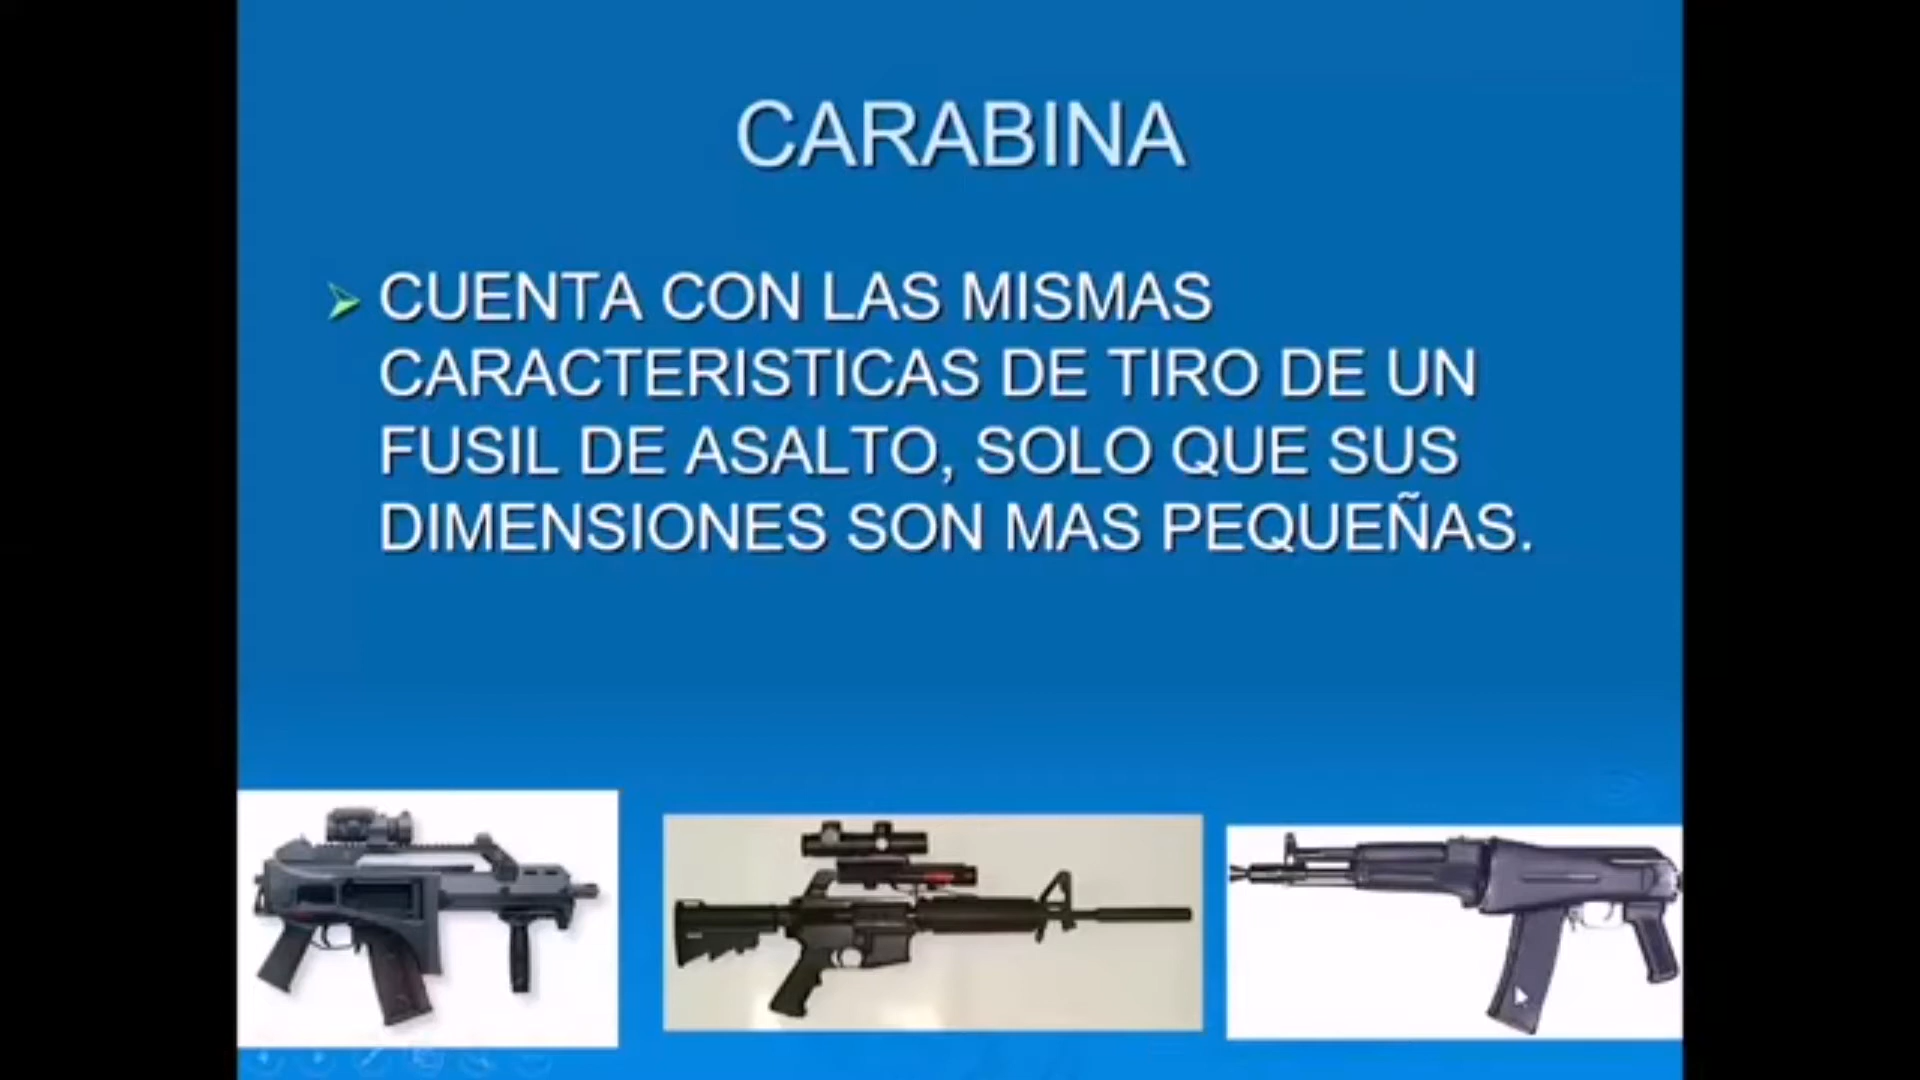 CARABINA
CUENTA CON LAS MISMAS
CARACTERISTICAS DE TIRO DE UN
FUSIL DE ASALTO, SOLO QUE SUS
DIMENSIONES SON MAS PEQUEÑAS.